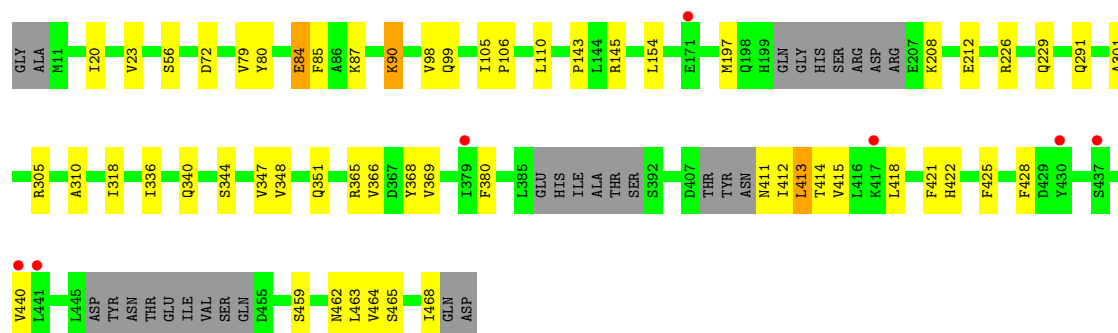 GLY ALA M11 I20 V23 S56 D72 V79 Y80 E84 F85 A86 K87 K90 V98 Q99 I105 P106 L110 P143 L144 R145 L154 E171 M197 Q198 H199 GLN GLY HIS SER ARG ASP ARG E207 K208 E212 R226 Q229 Q291 A301
R305 A310 I318 I336 Q340 S344 V347 V348 Q351 R365 V366 D367 Y368 V369 I379 F380 L385 GLU HIS ILE ALA THR SER S392 D407 THR TYR ASN N411 I412 L413 T414 V415 L416 K417 L418 F421 H422 F425 F428 D429 Y430 S437
V440 L441 L445 ASP TYR ASN THR GLU ILE VAL SER GLN D455 S459 N462 L463 V464 S465 I468 GLN ASP